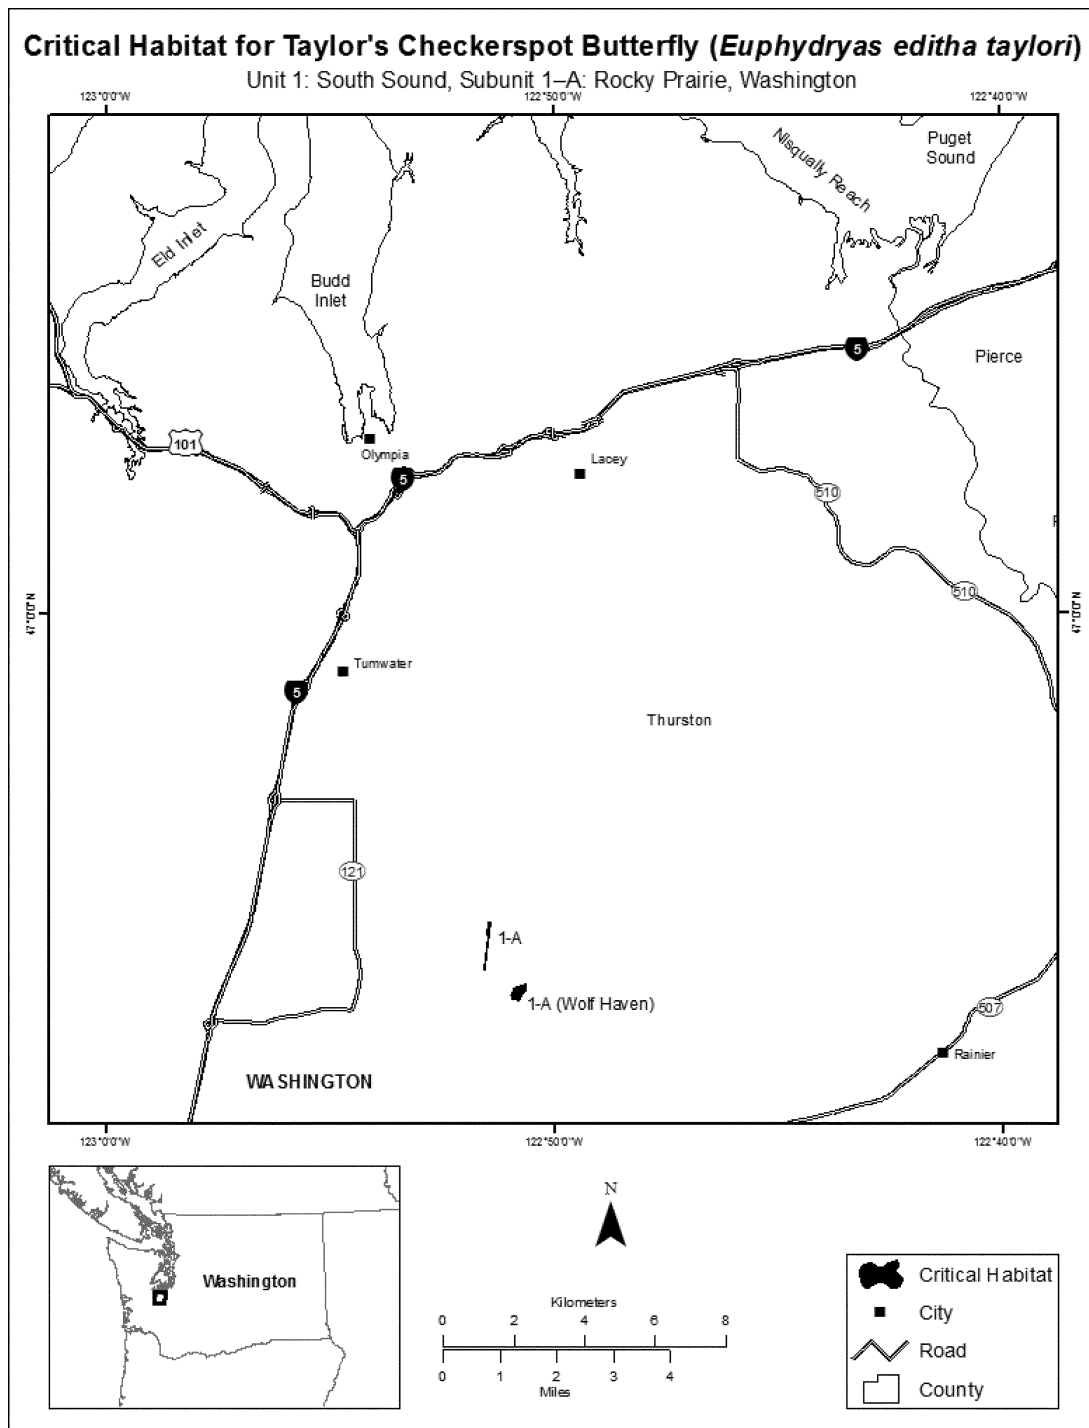 Critical Habitat for Taylor's Checkerspot Butterfly (Euphydryas editha taylori)
Unit 1: South Sound, Subunit 1–A: Rocky Prairie, Washington
123°0'0"W
122°50'0"W
122°40'0"W
Puget
Sound
Nisqually Reach
Eld Inlet
Budd
Inlet
5
Pierce
101
Olympia
5
Lacey
510
510
47°0'0"N
47°0'0"N
Tumwater
5
Thurston
121
1-A
1-A (Wolf Haven)
507
Rainier
WASHINGTON
123°0'0"W
122°50'0"W
122°40'0"W
Washington
N
Kilometers
0 2 4 6 8
0 1 2 3 4
Miles
Critical Habitat
City
Road
County